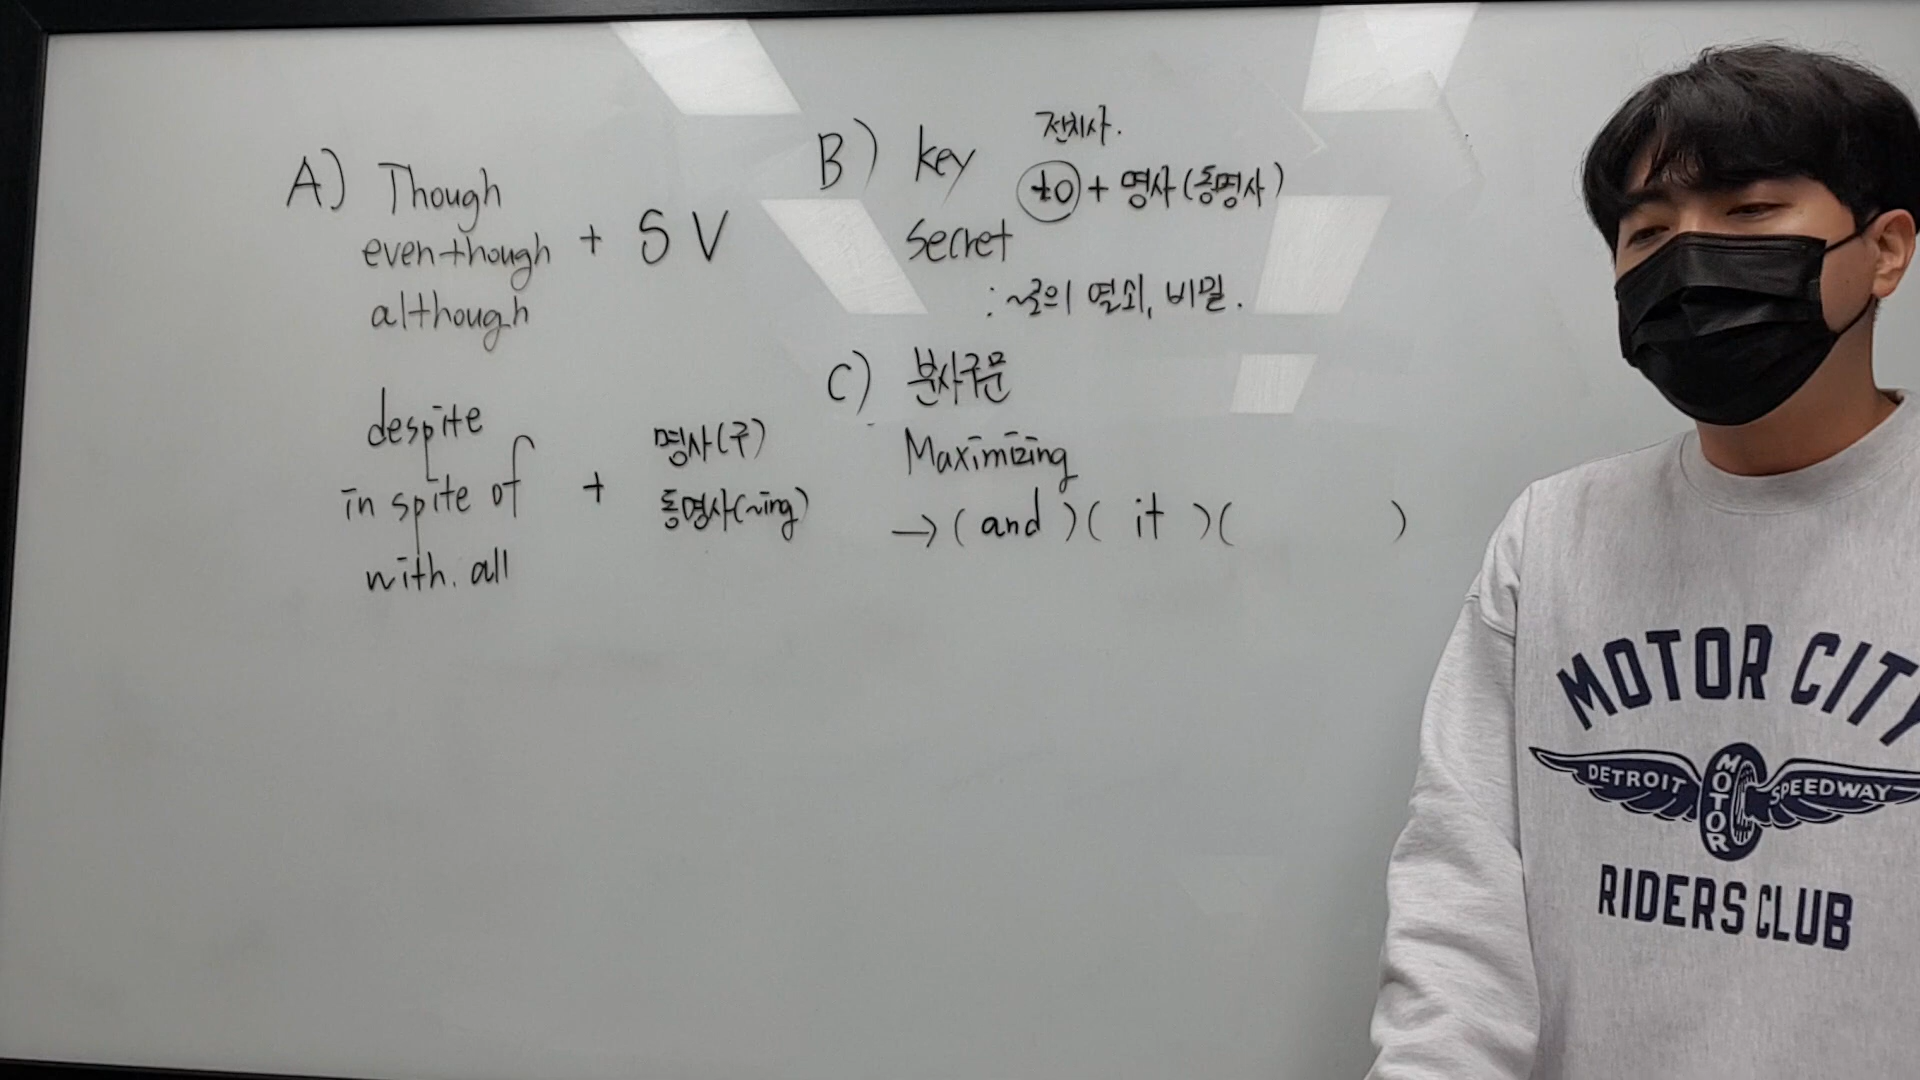 A) Though
even though + S V
although
despite
in spite of + 명사(구)
동명사(~ing)
with. all
B) key
전치사.
to + 명사(동명사)
secret
: ~로의 열쇠, 비밀.
C) 분사구문
Maximizing
→ ( and ) ( it ) ( )
MOTOR CITY
DETROIT MOTOR SPEEDWAY
RIDERS CLUB